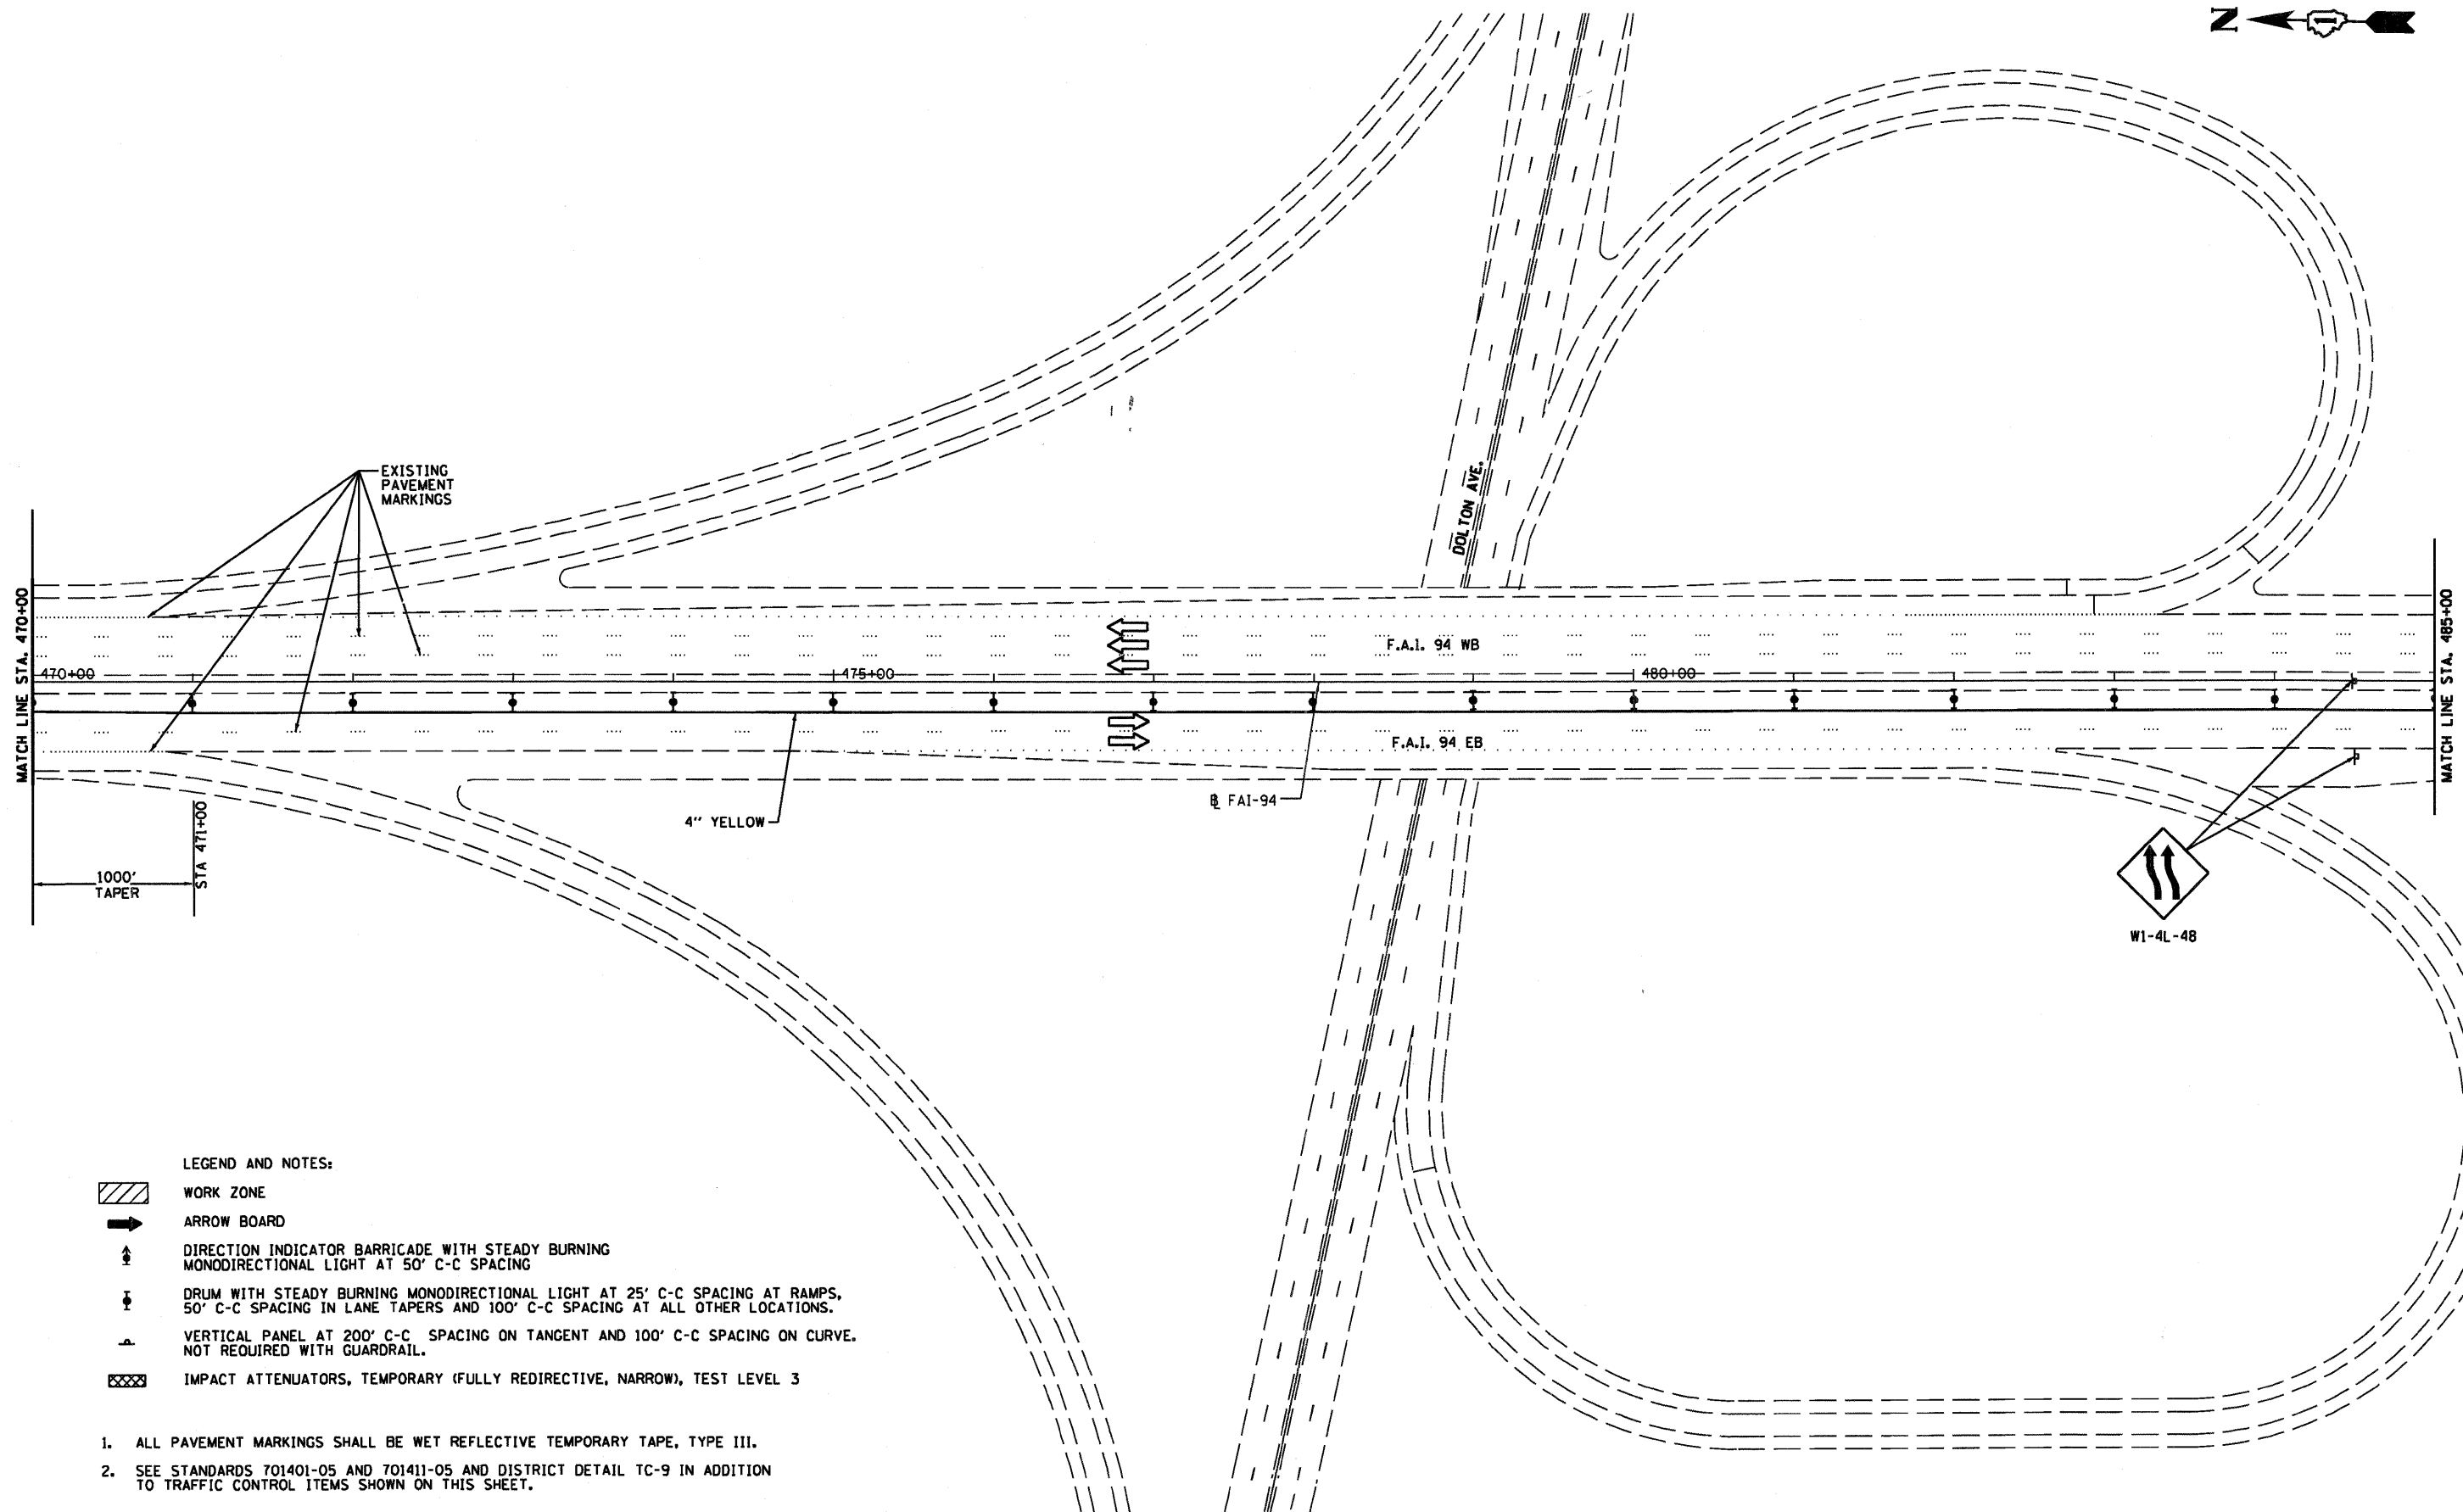 N
1
EXISTING
PAVEMENT
MARKINGS
DOLTON AVE.
MATCH LINE STA. 470+00
MATCH LINE STA. 485+00
F.A.I. 94 WB
470+00
475+00
480+00
F.A.I. 94 EB
℄ FAI-94
4" YELLOW
STA 471+00
1000'
TAPER
W1-4L-48
LEGEND AND NOTES:
WORK ZONE
ARROW BOARD
DIRECTION INDICATOR BARRICADE WITH STEADY BURNING
MONODIRECTIONAL LIGHT AT 50' C-C SPACING
DRUM WITH STEADY BURNING MONODIRECTIONAL LIGHT AT 25' C-C SPACING AT RAMPS,
50' C-C SPACING IN LANE TAPERS AND 100' C-C SPACING AT ALL OTHER LOCATIONS.
VERTICAL PANEL AT 200' C-C SPACING ON TANGENT AND 100' C-C SPACING ON CURVE.
NOT REQUIRED WITH GUARDRAIL.
IMPACT ATTENUATORS, TEMPORARY (FULLY REDIRECTIVE, NARROW), TEST LEVEL 3
1. ALL PAVEMENT MARKINGS SHALL BE WET REFLECTIVE TEMPORARY TAPE, TYPE III.
2. SEE STANDARDS 701401-05 AND 701411-05 AND DISTRICT DETAIL TC-9 IN ADDITION
TO TRAFFIC CONTROL ITEMS SHOWN ON THIS SHEET.